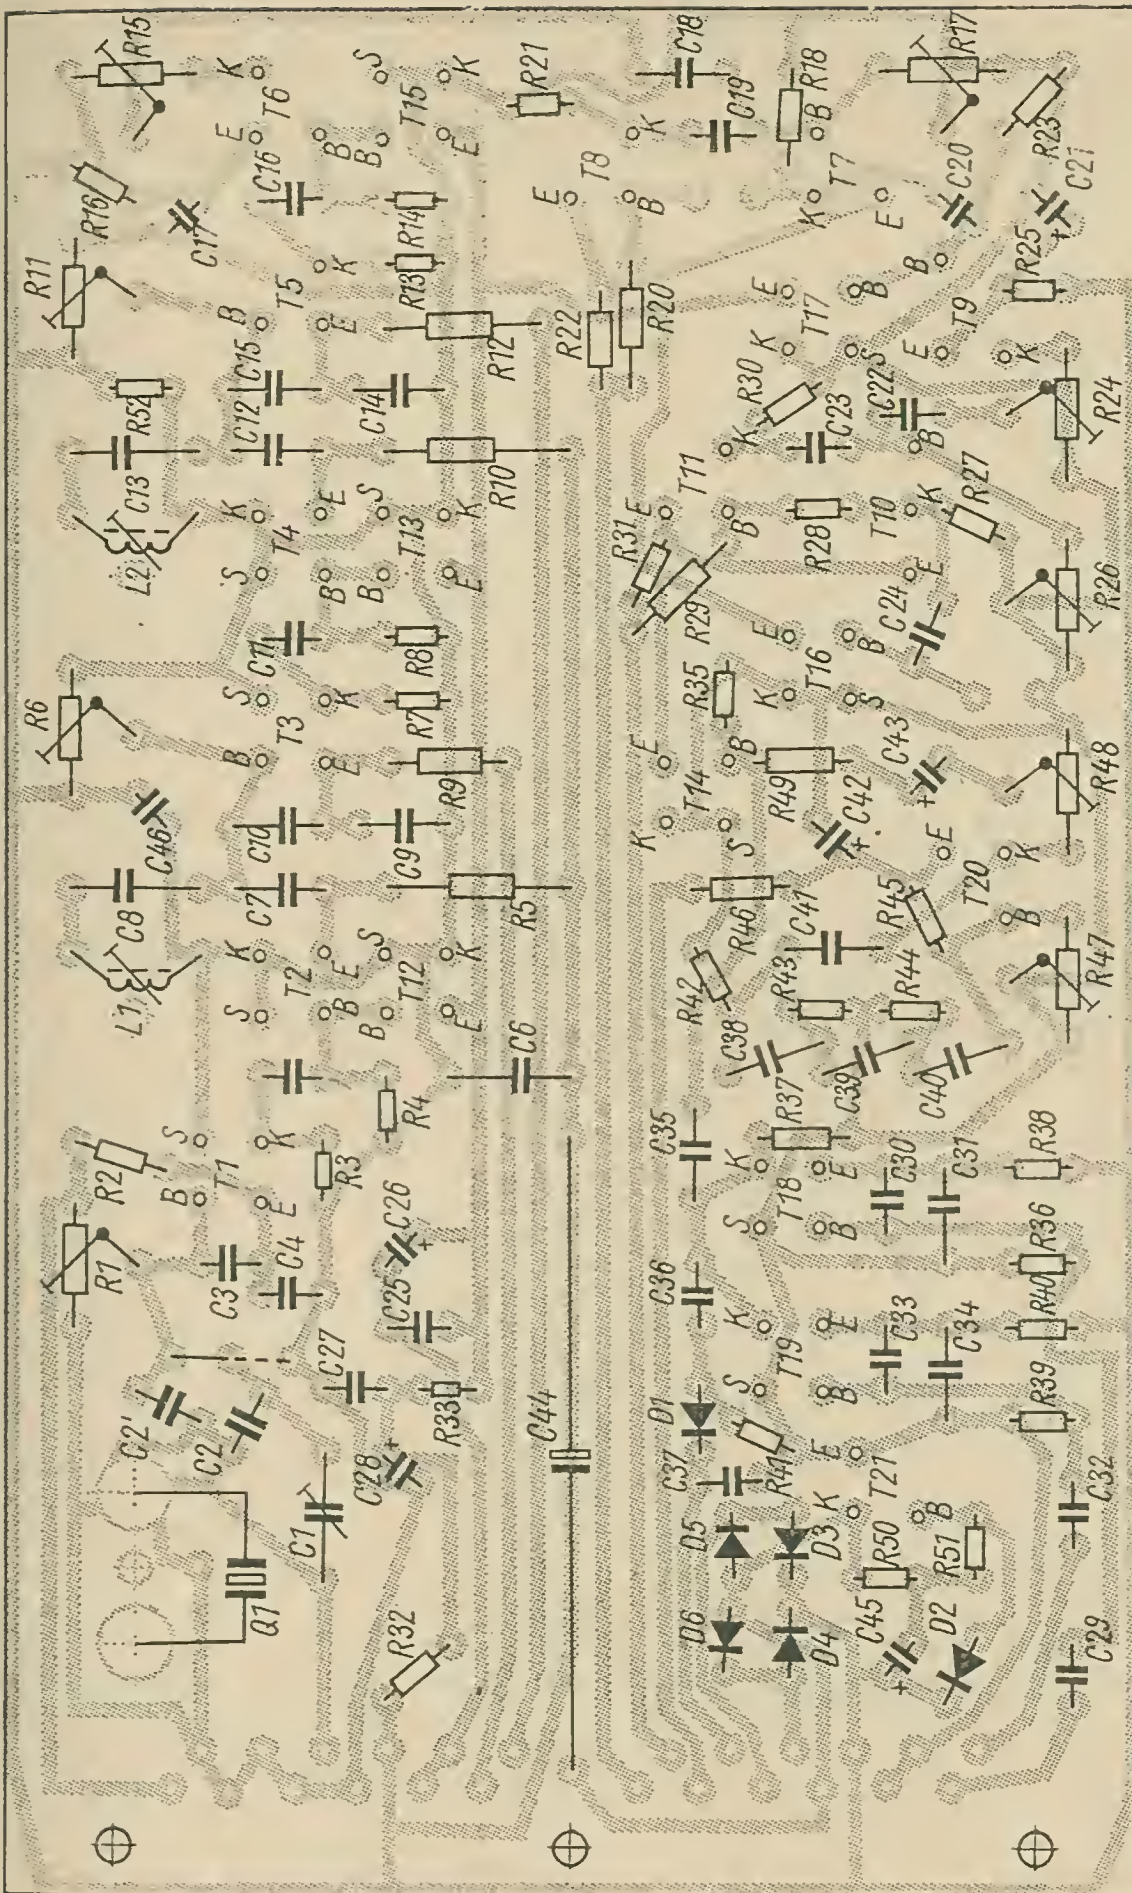 R15
K
T6
E
B
S
T15
K
B
E
R21
C18
K
C19
R18
B
R17
R23
R16
C17
C16
R14
R13
E
T8
B
K
T7
E
C20
C21
R11
B
T5
K
E
R12
R22
R20
E
K
T17
B
S
B
T9
E
K
R25
R52
C15
C12
C14
R10
R30
K
C23
C22
B
R24
C13
L2
K
E
T4
S
B
S
T13
K
B
E
R31
E
T11
B
R28
T10
K
E
R27
R29
C24
R26
R6
C11
S
T3
K
B
E
R8
R7
R9
R35
E
K
T16
B
S
C43
R48
C46
C10
C9
E
K
T14
B
S
R49
C42
E
T20
K
B
C8
L1
C7
R5
K
E
T2
S
B
S
T12
K
B
E
R46
C41
R45
R44
R43
R42
R47
C6
C38
C39
C40
R37
R2
R4
R3
S
T1
K
B
E
C35
K
T18
E
S
B
C30
C31
R38
R1
C3
C4
C26
C25
C36
R36
R40
K
T19
E
S
B
C33
C34
R39
C2'
C2
C27
R33
C28
C44
D1
C37
R41
E
T21
K
B
C32
Q1
C1
D5
D3
R50
R51
R32
D6
D4
C45
D2
C29